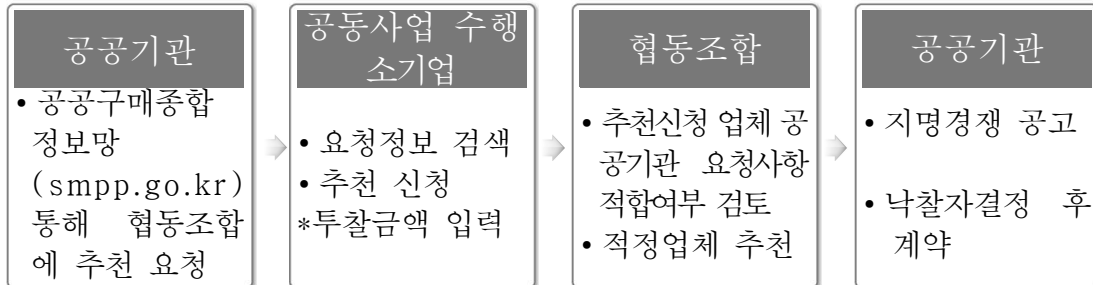 공공기관
• 공공구매종합
정보망
(smpp.go.kr)
통해 협동조합
에 추천 요청
공동사업 수행
소기업
• 요청정보 검색
• 추천 신청
*투찰금액 입력
협동조합
• 추천신청 업체 공
공기관 요청사항
적합여부 검토
• 적정업체 추천
공공기관
• 지명경쟁 공고
• 낙찰자결정 후
계약